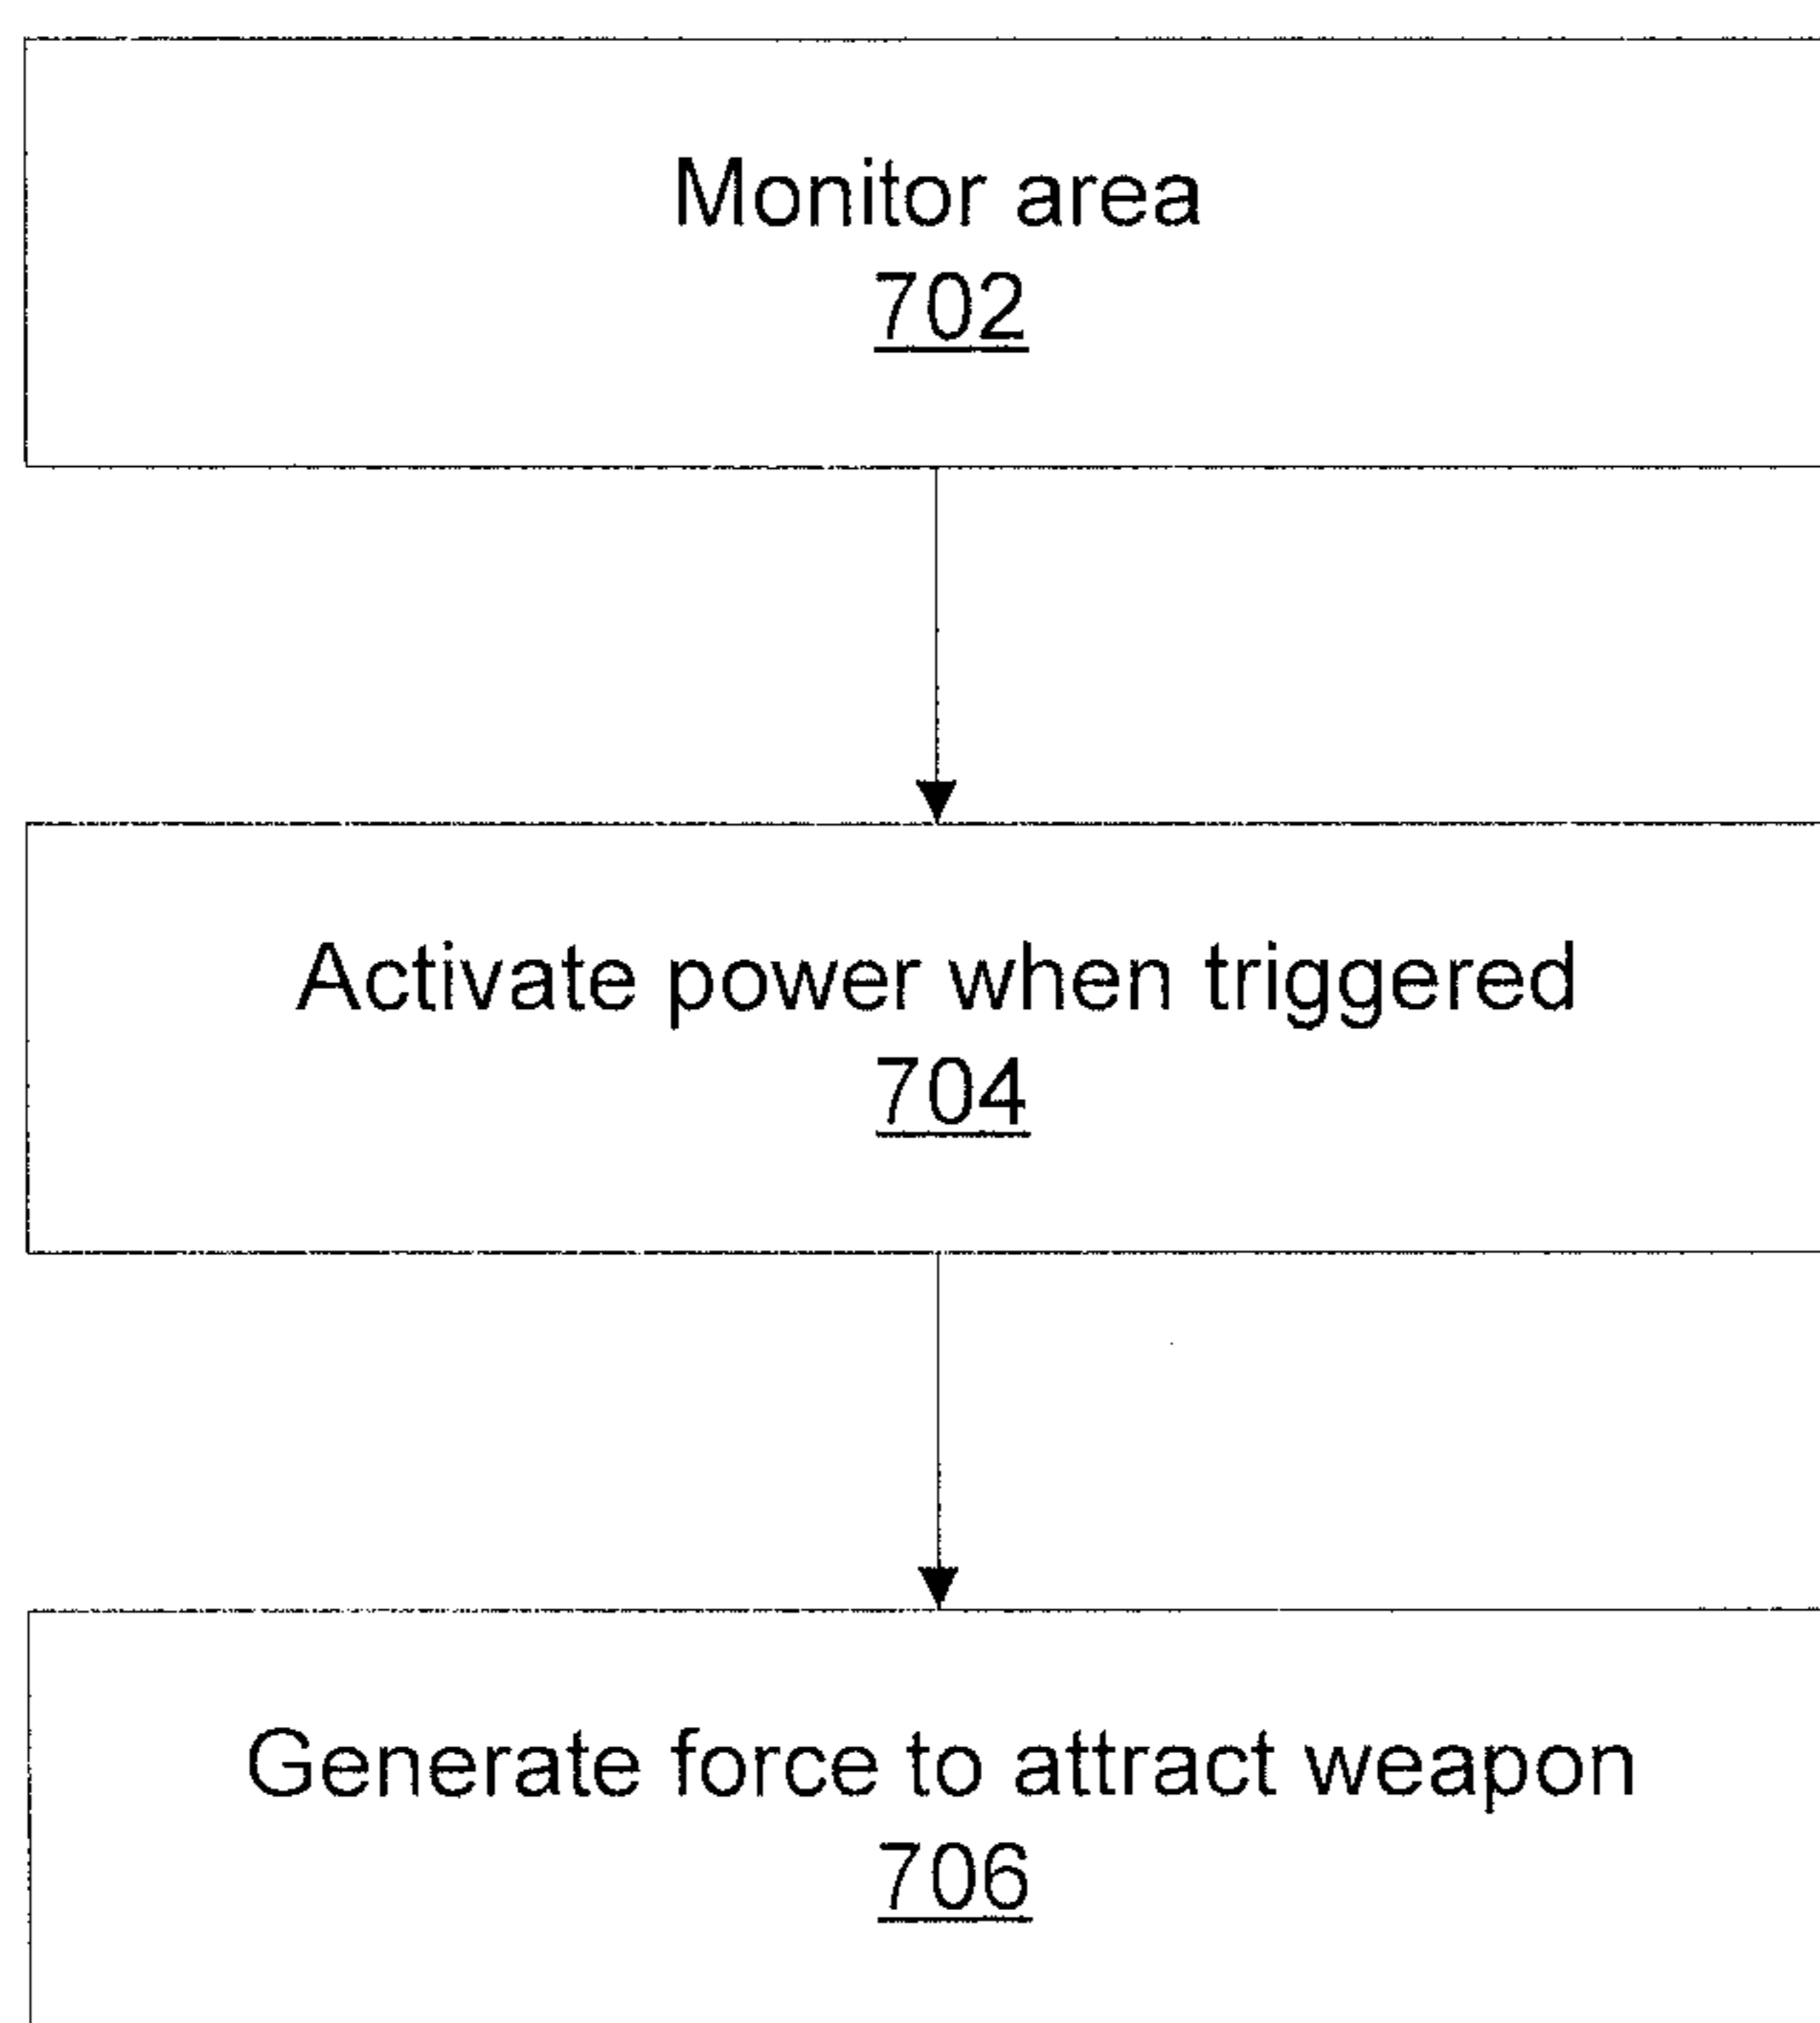 Monitor area
702
Activate power when triggered
704
Generate force to attract weapon
706